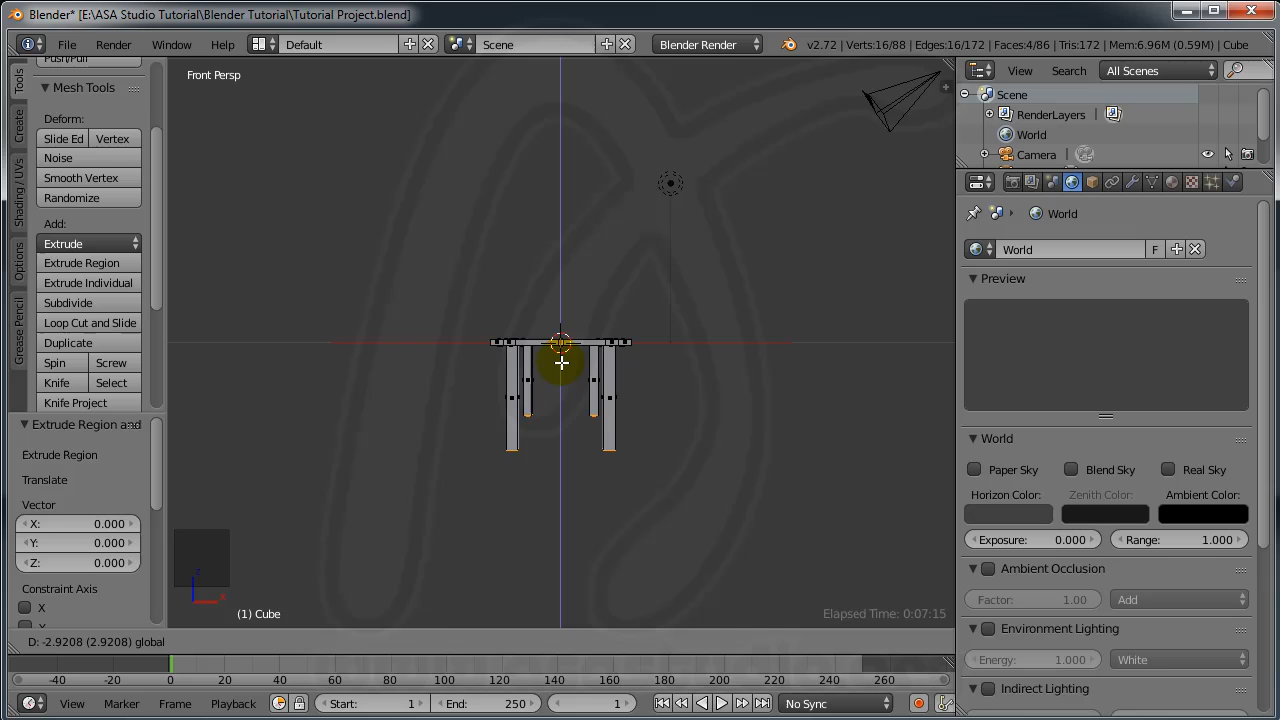 Blender* [E:\ASA Studio Tutorial\Blender Tutorial\Tutorial Project.blend]
File Render Window Help Default Scene Blender Render v2.72 | Verts:16/88 | Edges:16/172 | Faces:4/86 | Tris:172 | Mem:6.96M (0.59M) | Cube
Push/Pull
Mesh Tools
Deform:
Slide Ed Vertex
Noise
Smooth Vertex
Randomize
Add:
Extrude
Extrude Region
Extrude Individual
Subdivide
Loop Cut and Slide
Duplicate
Spin Screw
Knife Select
Knife Project
Tools
Create
Shading / UVs
Options
Grease Pencil
Extrude Region and
Extrude Region
Translate
Vector
X: 0.000
Y: 0.000
Z: 0.000
Constraint Axis
X
Y
Front Persp
z
x
(1) Cube
Elapsed Time: 0:07:15
D: -2.9208 (2.9208) global
-40 -20 0 20 40 60 80 100 120 140 160 180 200 220 240 260
View Marker Frame Playback Start: 1 End: 250 1 No Sync
View Search All Scenes
Scene
RenderLayers |
World
Camera
World
World F
Preview
World
Paper Sky Blend Sky Real Sky
Horizon Color: Zenith Color: Ambient Color:
Exposure: 0.000 Range: 1.000
Ambient Occlusion
Factor: 1.00 Add
Environment Lighting
Energy: 1.000 White
Indirect Lighting